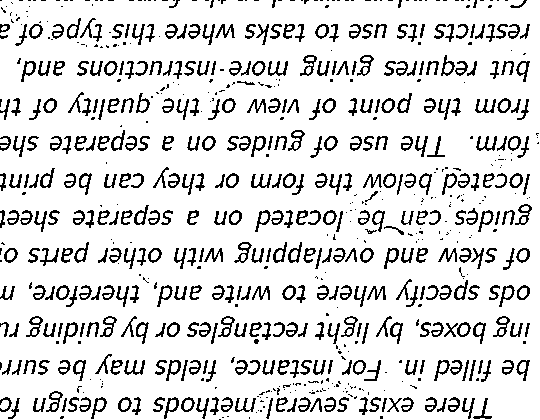 There exist several methods to design fo
be filled in. For instance, fields may be surro
ing boxes, by light rectangles or by guiding ru
ods specify where to write and, therefore, m
of skew and overlapping with other parts o
guides can be located on a separate sheet
located below the form or they can be print
form. The use of guides on a separate she
from the point of view of the quality of th
but requires giving more instructions and,
restricts its use to tasks where this type of a